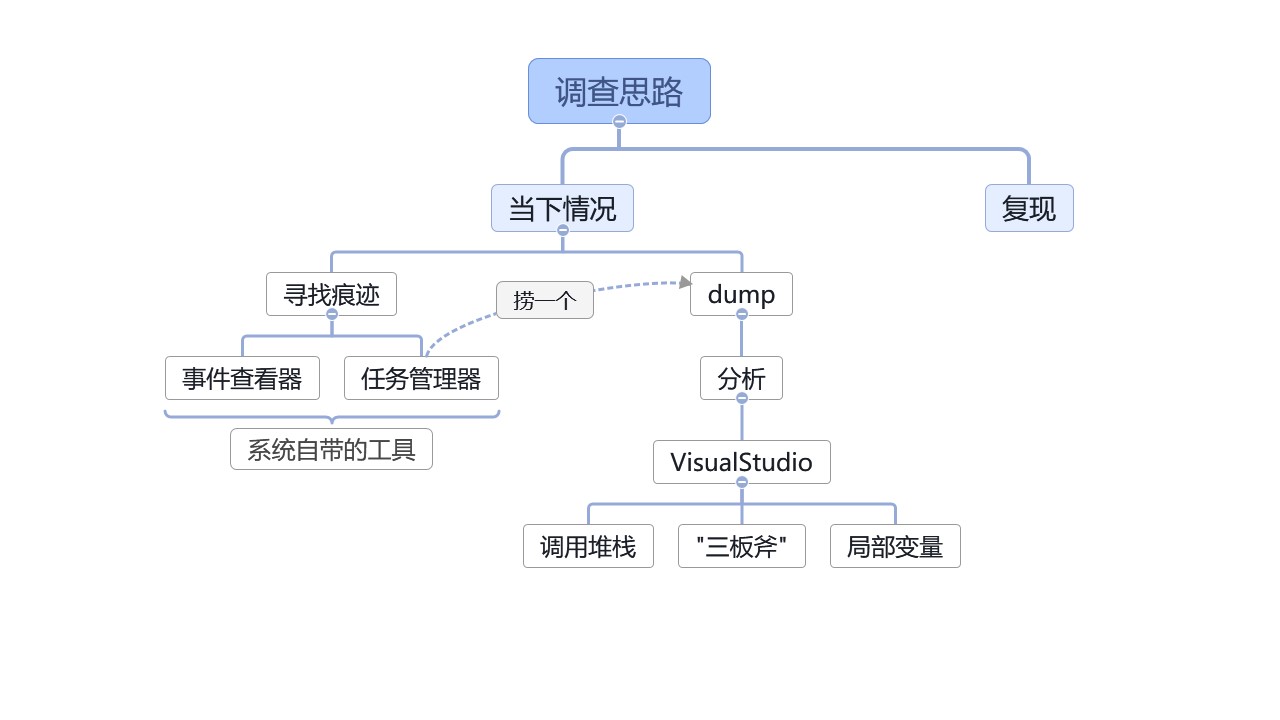 调查思路
当下情况
复现
寻找痕迹
捞一个
dump
事件查看器
任务管理器
分析
系统自带的工具
VisualStudio
调用堆栈
"三板斧"
局部变量